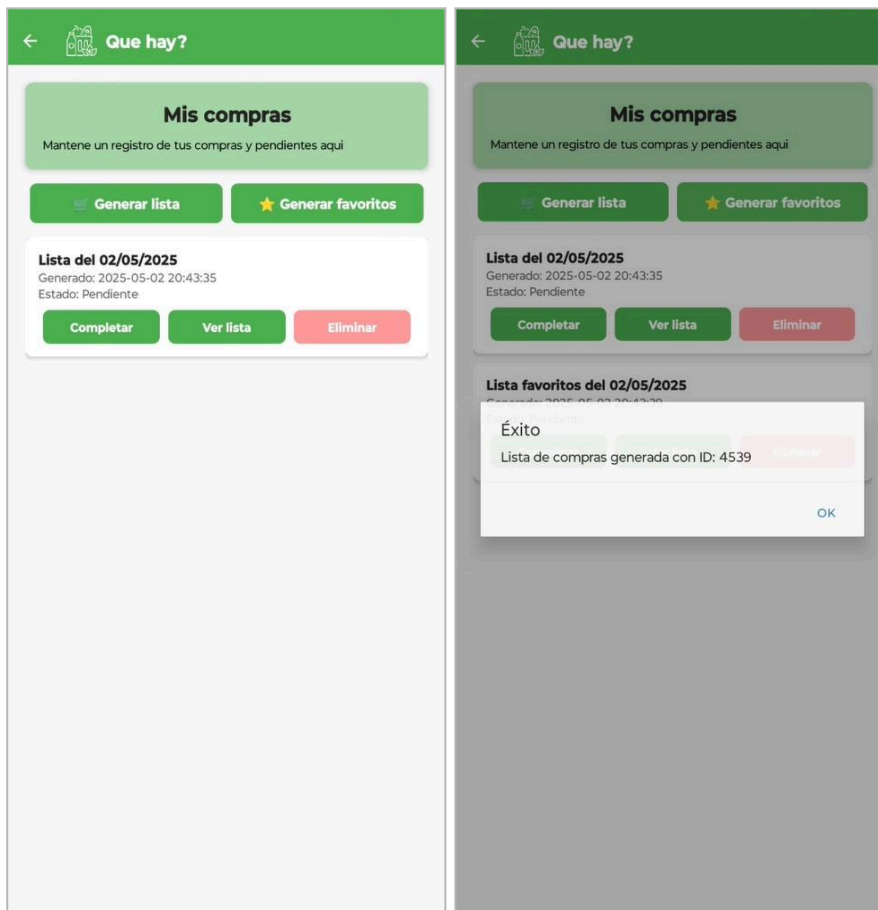 Que hay?
Mis compras
Mantene un registro de tus compras y pendientes aqui
Generar lista
Generar favoritos
Lista del 02/05/2025
Generado: 2025-05-02 20:43:35
Estado: Pendiente
Completar
Ver lista
Eliminar
Que hay?
Mis compras
Mantene un registro de tus compras y pendientes aqui
Generar lista
Generar favoritos
Lista del 02/05/2025
Generado: 2025-05-02 20:43:35
Estado: Pendiente
Completar
Ver lista
Eliminar
Lista favoritos del 02/05/2025
Éxito
Lista de compras generada con ID: 4539
Eliminar
OK